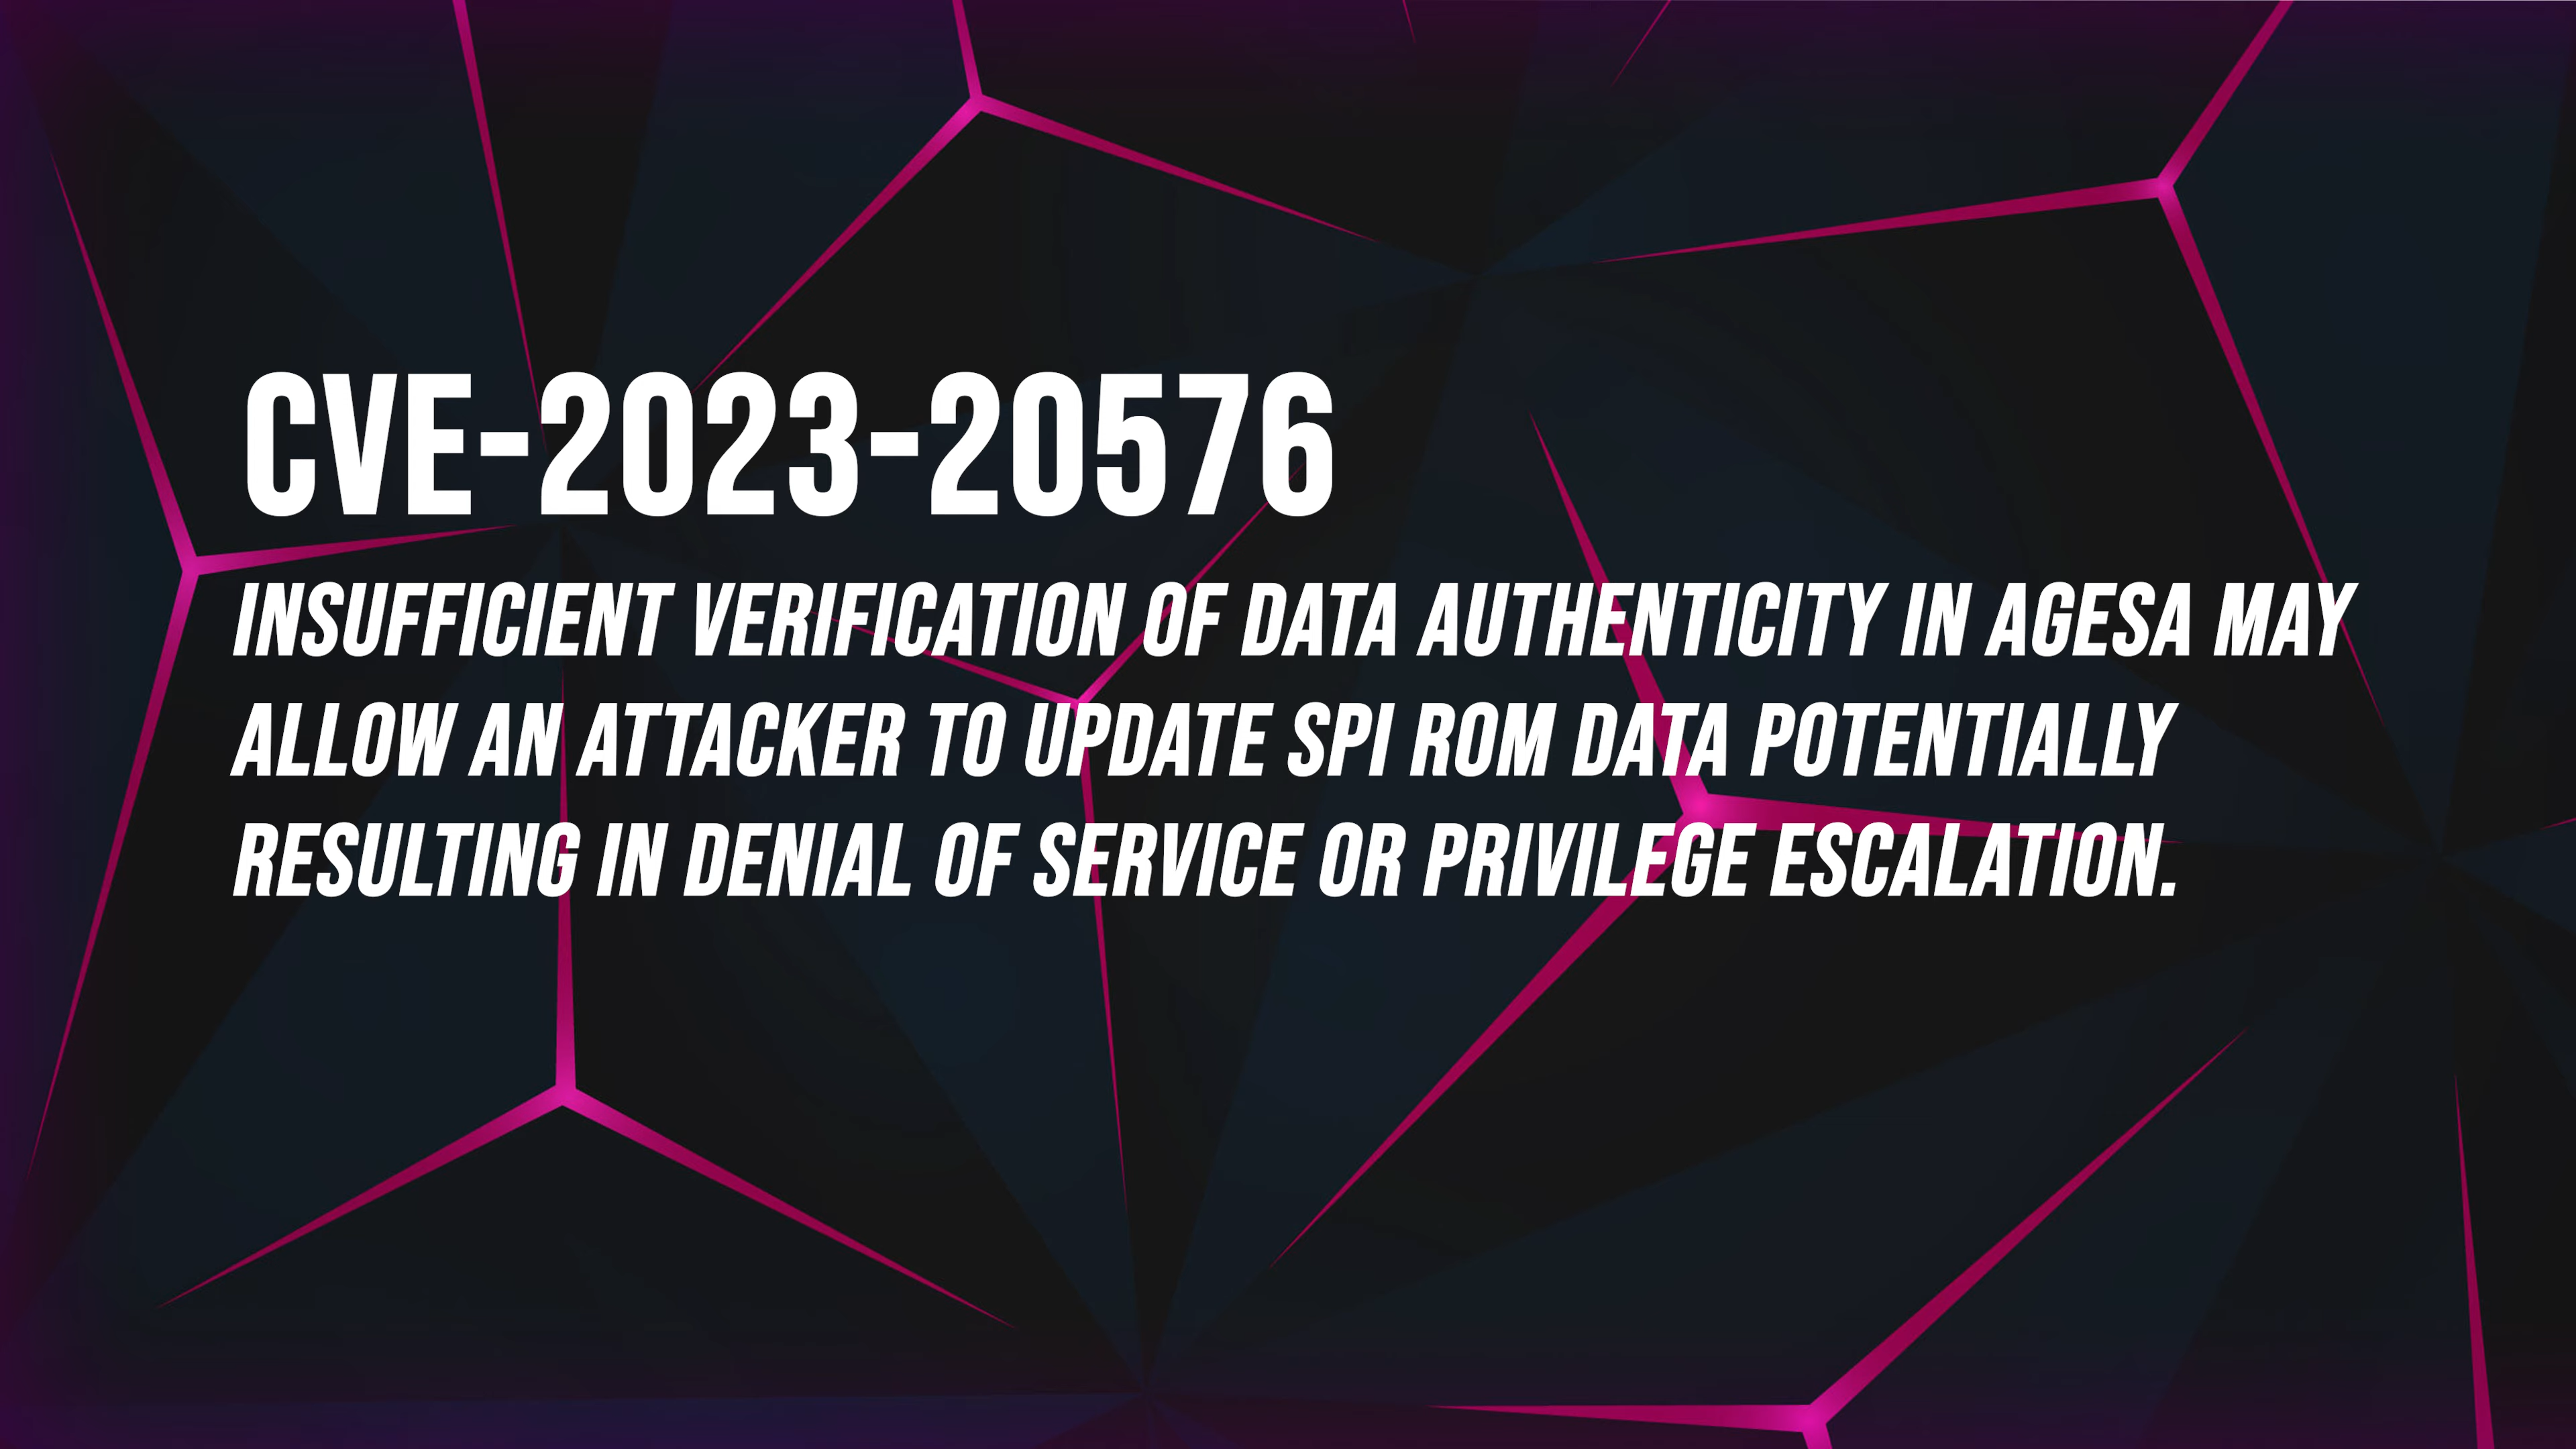 CVE-2023-20576
INSUFFICIENT VERIFICATION OF DATA AUTHENTICITY IN AGESA MAY
ALLOW AN ATTACKER TO UPDATE SPI ROM DATA POTENTIALLY
RESULTING IN DENIAL OF SERVICE OR PRIVILEGE ESCALATION.